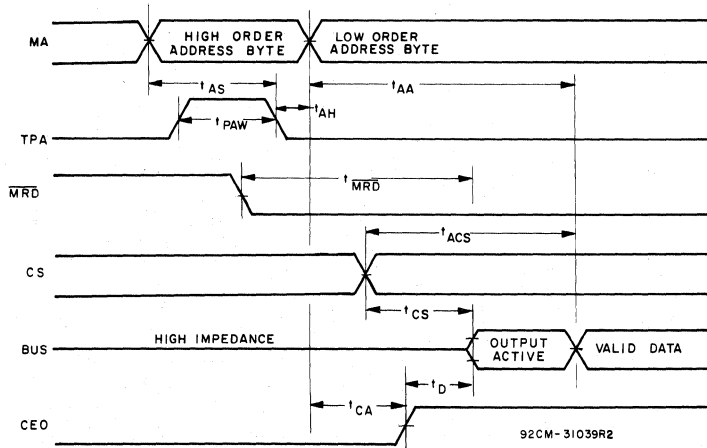 MA
HIGH ORDER
ADDRESS BYTE
LOW ORDER
ADDRESS BYTE
tAS
tAA
tAH
tPAW
TPA
MRD
tMRD
tACS
CS
tCS
HIGH IMPEDANCE
BUS
OUTPUT
ACTIVE
VALID DATA
tD
tCA
CEO
92CM-31039R2